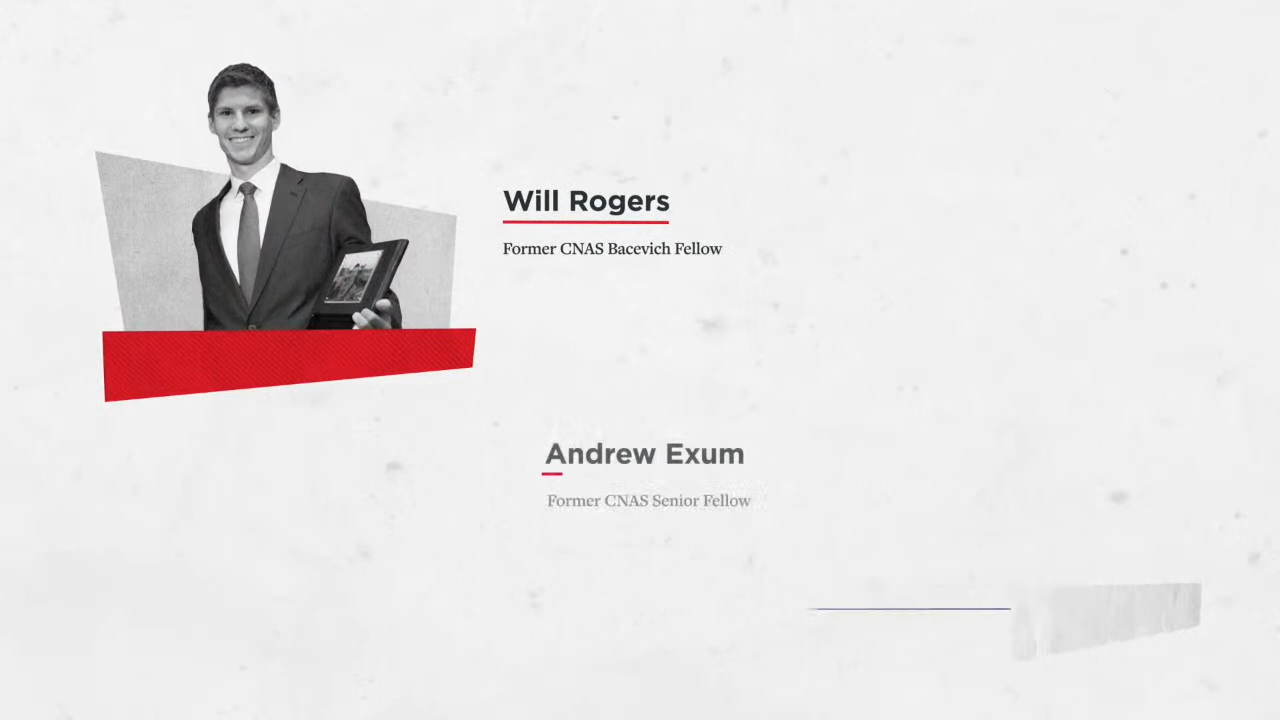 Will Rogers
Former CNAS Bacevich Fellow
Andrew Exum
Former CNAS Senior Fellow